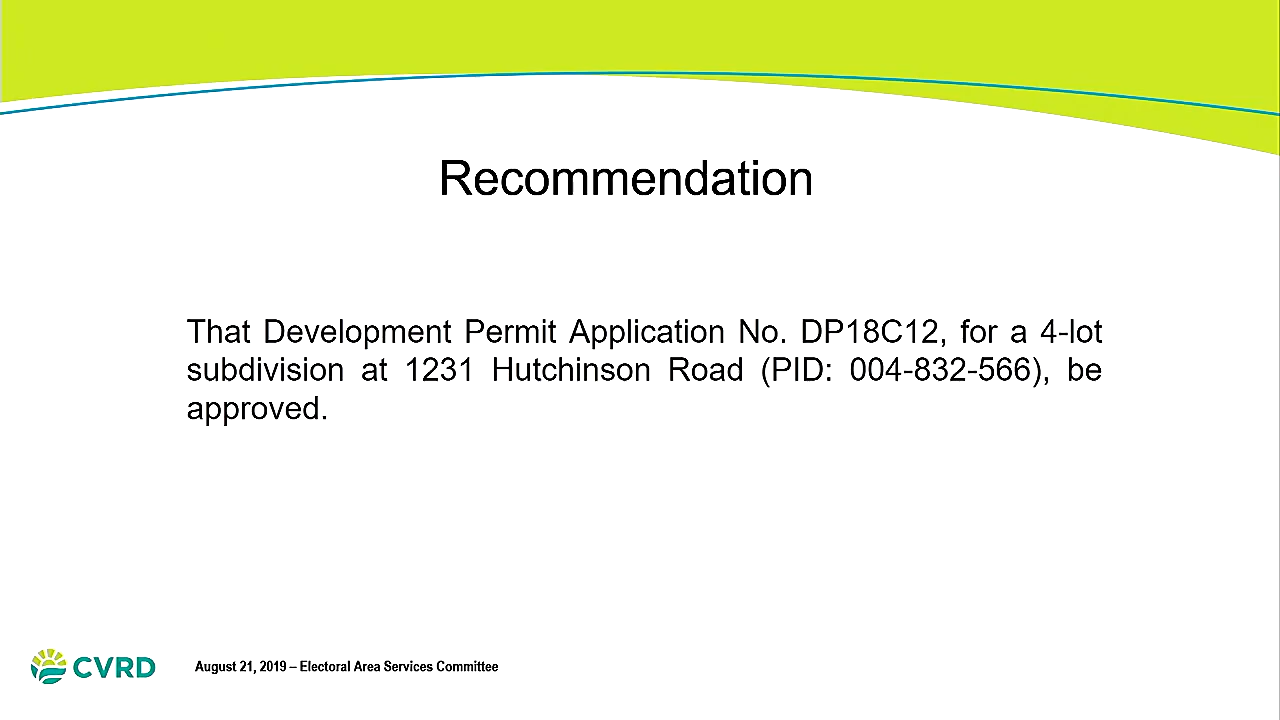 Recommendation
That Development Permit Application No. DP18C12, for a 4-lot
subdivision at 1231 Hutchinson Road (PID: 004-832-566), be
approved.
CVRD
August 21, 2019 – Electoral Area Services Committee